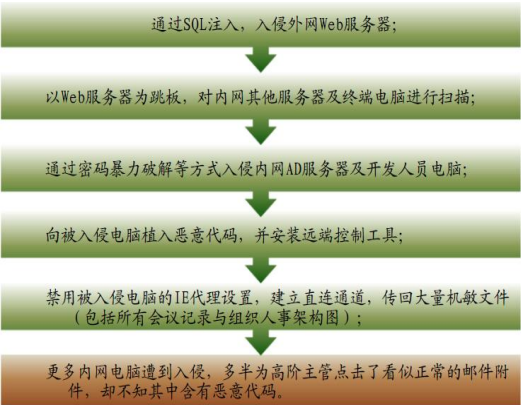 通过SQL注入，入侵外网Web服务器；
以Web服务器为跳板，对内网其他服务器及终端电脑进行扫描；
通过密码暴力破解等方式入侵内网AD服务器及开发人员电脑；
向被入侵电脑植入恶意代码，并安装远端控制工具；
禁用被入侵电脑的IE代理设置，建立直连通道，传回大量机敏文件
（包括所有会议记录与组织人事架构图）；
更多内网电脑遭到入侵，多半为高阶主管点击了看似正常的邮件附
件，却不知其中含有恶意代码。